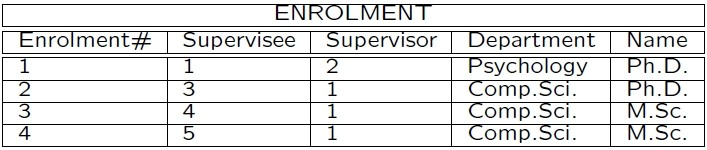 ENROLMENT
Enrolment# Supervisee Supervisor Department Name
1 1 2 Psychology Ph.D.
2 3 1 Comp.Sci. Ph.D.
3 4 1 Comp.Sci. M.Sc.
4 5 1 Comp.Sci. M.Sc.